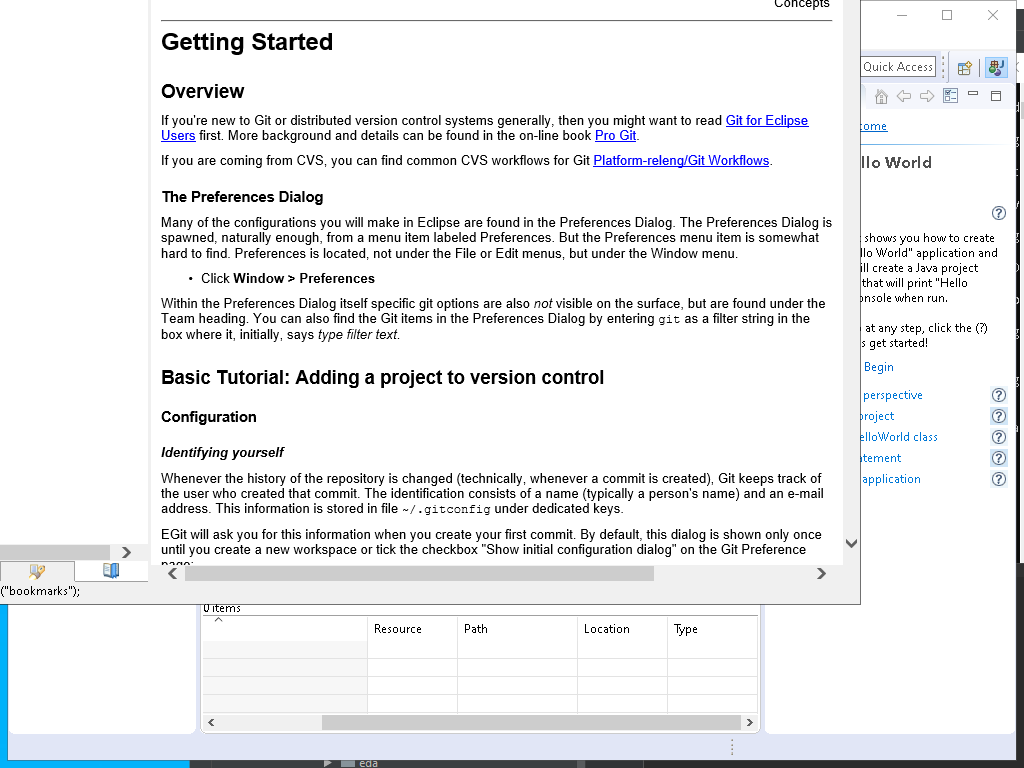 Concepts
Getting Started
Overview
If you're new to Git or distributed version control systems generally, then you might want to read Git for Eclipse
Users first. More background and details can be found in the on-line book Pro Git.
If you are coming from CVS, you can find common CVS workflows for Git Platform-releng/Git Workflows.
The Preferences Dialog
Many of the configurations you will make in Eclipse are found in the Preferences Dialog. The Preferences Dialog is
spawned, naturally enough, from a menu item labeled Preferences. But the Preferences menu item is somewhat
hard to find. Preferences is located, not under the File or Edit menus, but under the Window menu.
• Click Window > Preferences
Within the Preferences Dialog itself specific git options are also not visible on the surface, but are found under the
Team heading. You can also find the Git items in the Preferences Dialog by entering git as a filter string in the
box where it, initially, says type filter text.
Basic Tutorial: Adding a project to version control
Configuration
Identifying yourself
Whenever the history of the repository is changed (technically, whenever a commit is created), Git keeps track of
the user who created that commit. The identification consists of a name (typically a person's name) and an e-mail
address. This information is stored in file ~/.gitconfig under dedicated keys.
EGit will ask you for this information when you create your first commit. By default, this dialog is shown only once
until you create a new workspace or tick the checkbox "Show initial configuration dialog" on the Git Preference
page:
("bookmarks");
Quick Access
ome
llo World
shows you how to create
llo World" application and
ill create a Java project
that will print "Hello
onsole when run.
at any step, click the (?)
s get started!
Begin
perspective
project
elloWorld class
tement
application
0 items
Resource
Path
Location
Type
eda